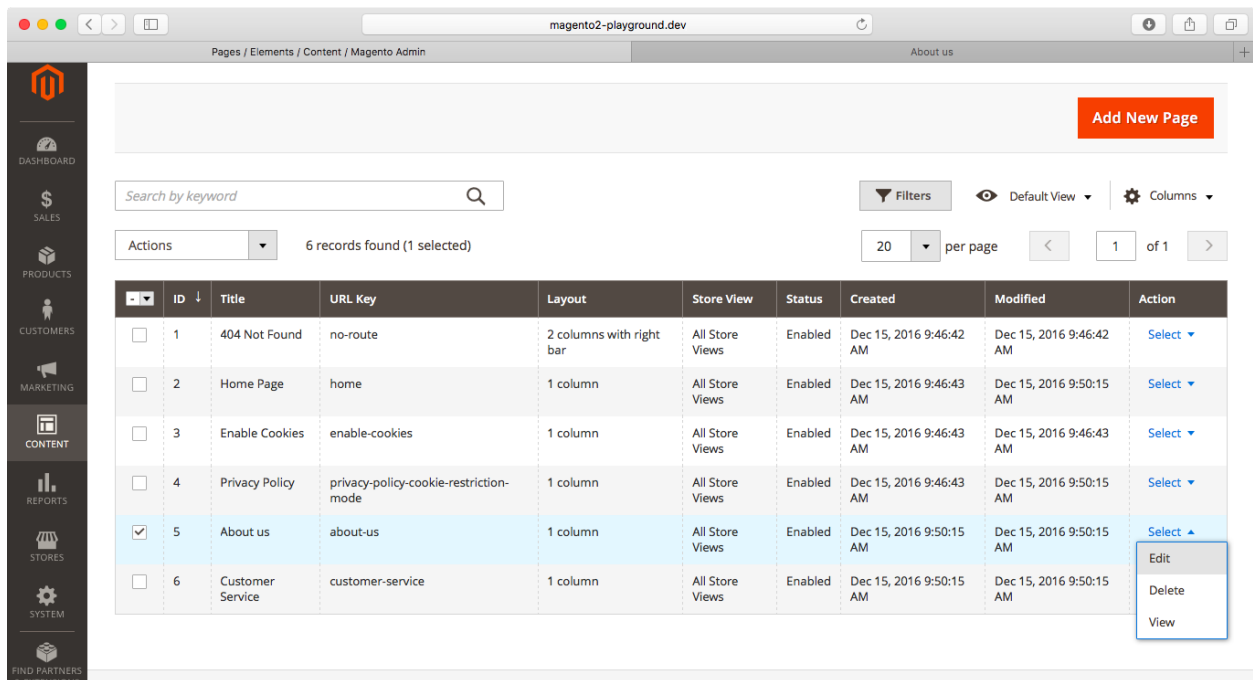 magento2-playground.dev
Pages / Elements / Content / Magento Admin
About us
DASHBOARD
SALES
PRODUCTS
CUSTOMERS
MARKETING
CONTENT
REPORTS
STORES
SYSTEM
FIND PARTNERS
Add New Page
Search by keyword
Filters
Default View
Columns
Actions
6 records found (1 selected)
20 per page
1 of 1
ID ↓ Title URL Key Layout Store View Status Created Modified Action
1 404 Not Found no-route 2 columns with right All Store Enabled Dec 15, 2016 9:46:42 Dec 15, 2016 9:46:42 Select
bar Views AM AM
2 Home Page home 1 column All Store Enabled Dec 15, 2016 9:46:43 Dec 15, 2016 9:50:15 Select
Views AM AM
3 Enable Cookies enable-cookies 1 column All Store Enabled Dec 15, 2016 9:46:43 Dec 15, 2016 9:46:43 Select
Views AM AM
4 Privacy Policy privacy-policy-cookie-restriction- 1 column All Store Enabled Dec 15, 2016 9:46:43 Dec 15, 2016 9:50:15 Select
mode Views AM AM
5 About us about-us 1 column All Store Enabled Dec 15, 2016 9:50:15 Dec 15, 2016 9:50:15 Select
Views AM AM
6 Customer customer-service 1 column All Store Enabled Dec 15, 2016 9:50:15 Dec 15, 2016 9:50:15
Service Views AM AM
Edit
Delete
View